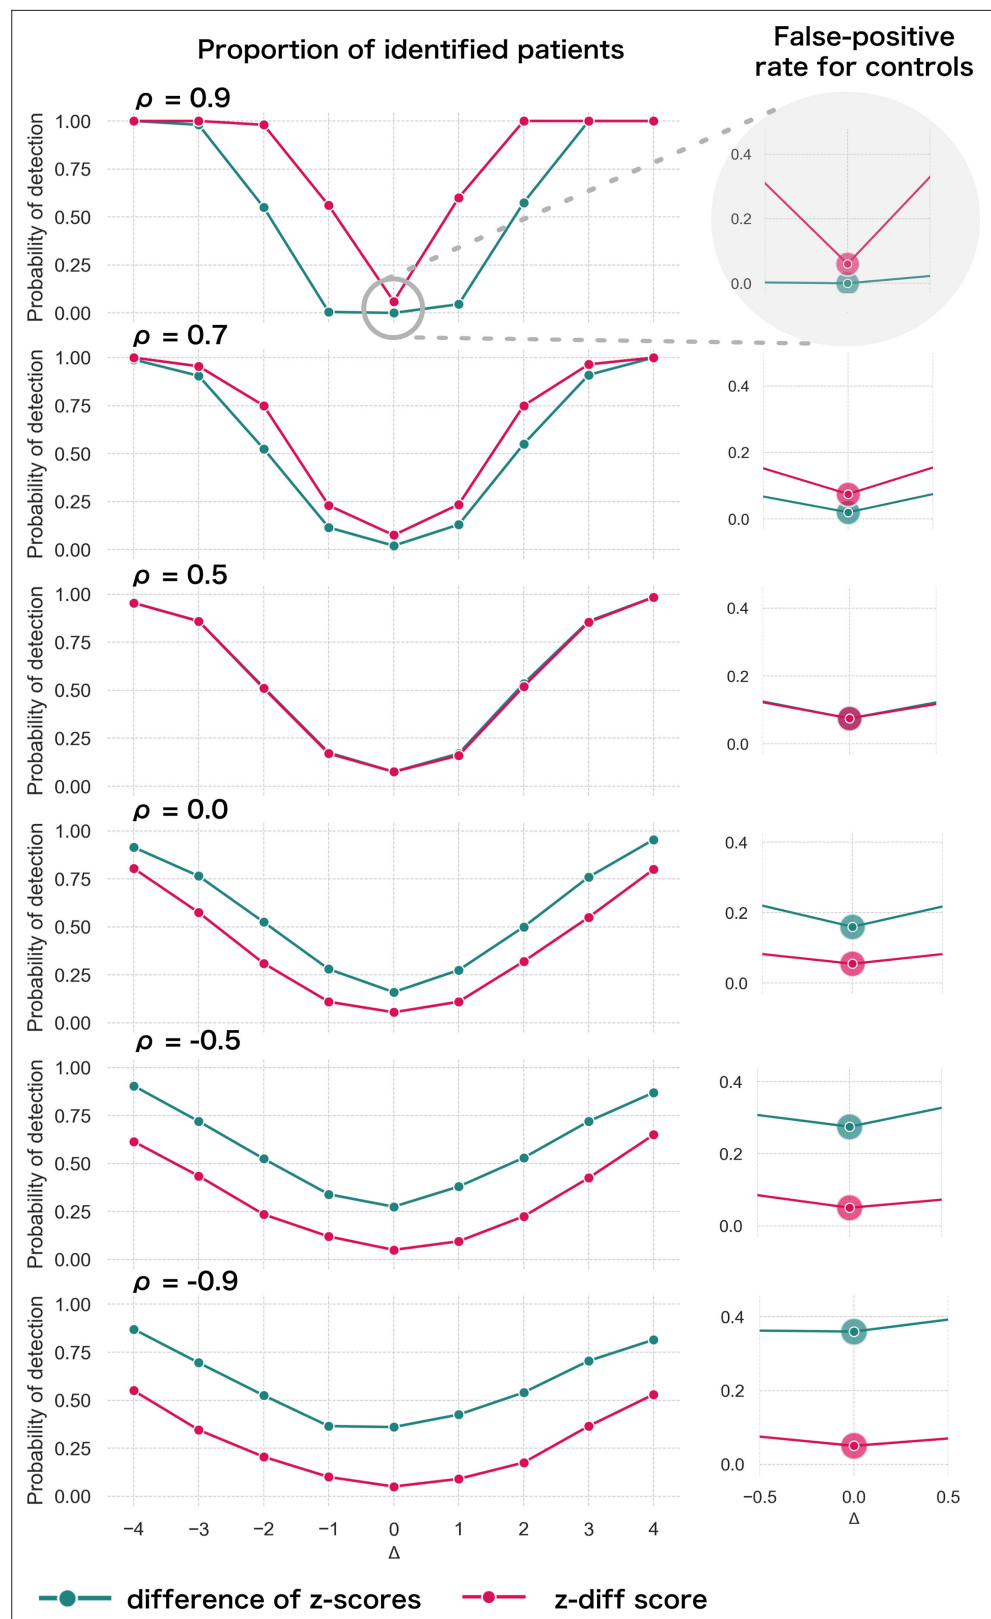 Proportion of identified patients
False-positive
rate for controls
ρ = 0.9
Probability of detection
1.00
0.75
0.50
0.25
0.00
0.4
0.2
0.0
ρ = 0.7
Probability of detection
1.00
0.75
0.50
0.25
0.00
0.4
0.2
0.0
ρ = 0.5
Probability of detection
1.00
0.75
0.50
0.25
0.00
0.4
0.2
0.0
ρ = 0.0
Probability of detection
1.00
0.75
0.50
0.25
0.00
0.4
0.2
0.0
ρ = -0.5
Probability of detection
1.00
0.75
0.50
0.25
0.00
0.4
0.2
0.0
ρ = -0.9
Probability of detection
1.00
0.75
0.50
0.25
0.00
0.4
0.2
0.0
−4 −3 −2 −1 0 1 2 3 4
Δ
−0.5 0.0 0.5
Δ
difference of z-scores
z-diff score